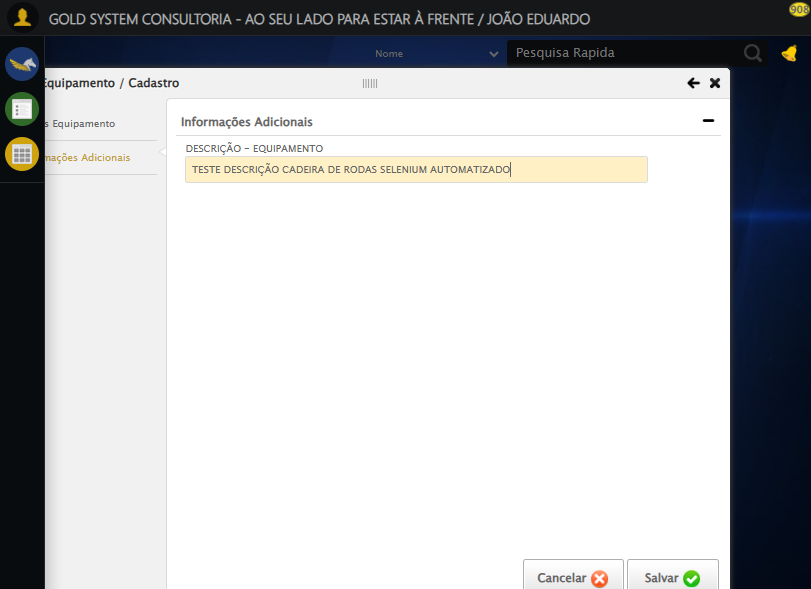 GOLD SYSTEM CONSULTORIA - AO SEU LADO PARA ESTAR À FRENTE / JOÃO EDUARDO
908
Nome
Pesquisa Rapida
Equipamento / Cadastro
s Equipamento
mações Adicionais
Informações Adicionais
DESCRIÇÃO - EQUIPAMENTO
TESTE DESCRIÇÃO CADEIRA DE RODAS SELENIUM AUTOMATIZADO
Cancelar
Salvar